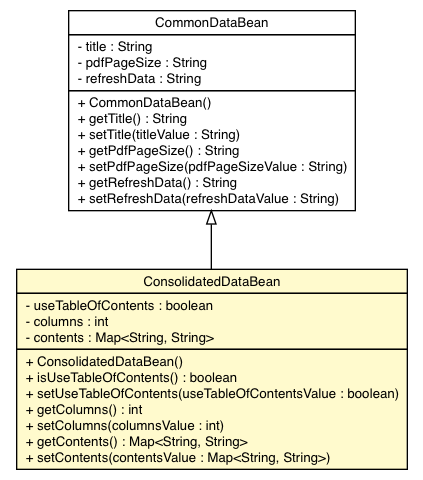 CommonDataBean
- title : String
- pdfPageSize : String
- refreshData : String
+ CommonDataBean()
+ getTitle() : String
+ setTitle(titleValue : String)
+ getPdfPageSize() : String
+ setPdfPageSize(pdfPageSizeValue : String)
+ getRefreshData() : String
+ setRefreshData(refreshDataValue : String)
ConsolidatedDataBean
- useTableOfContents : boolean
- columns : int
- contents : Map<String, String>
+ ConsolidatedDataBean()
+ isUseTableOfContents() : boolean
+ setUseTableOfContents(useTableOfContentsValue : boolean)
+ getColumns() : int
+ setColumns(columnsValue : int)
+ getContents() : Map<String, String>
+ setContents(contentsValue : Map<String, String>)